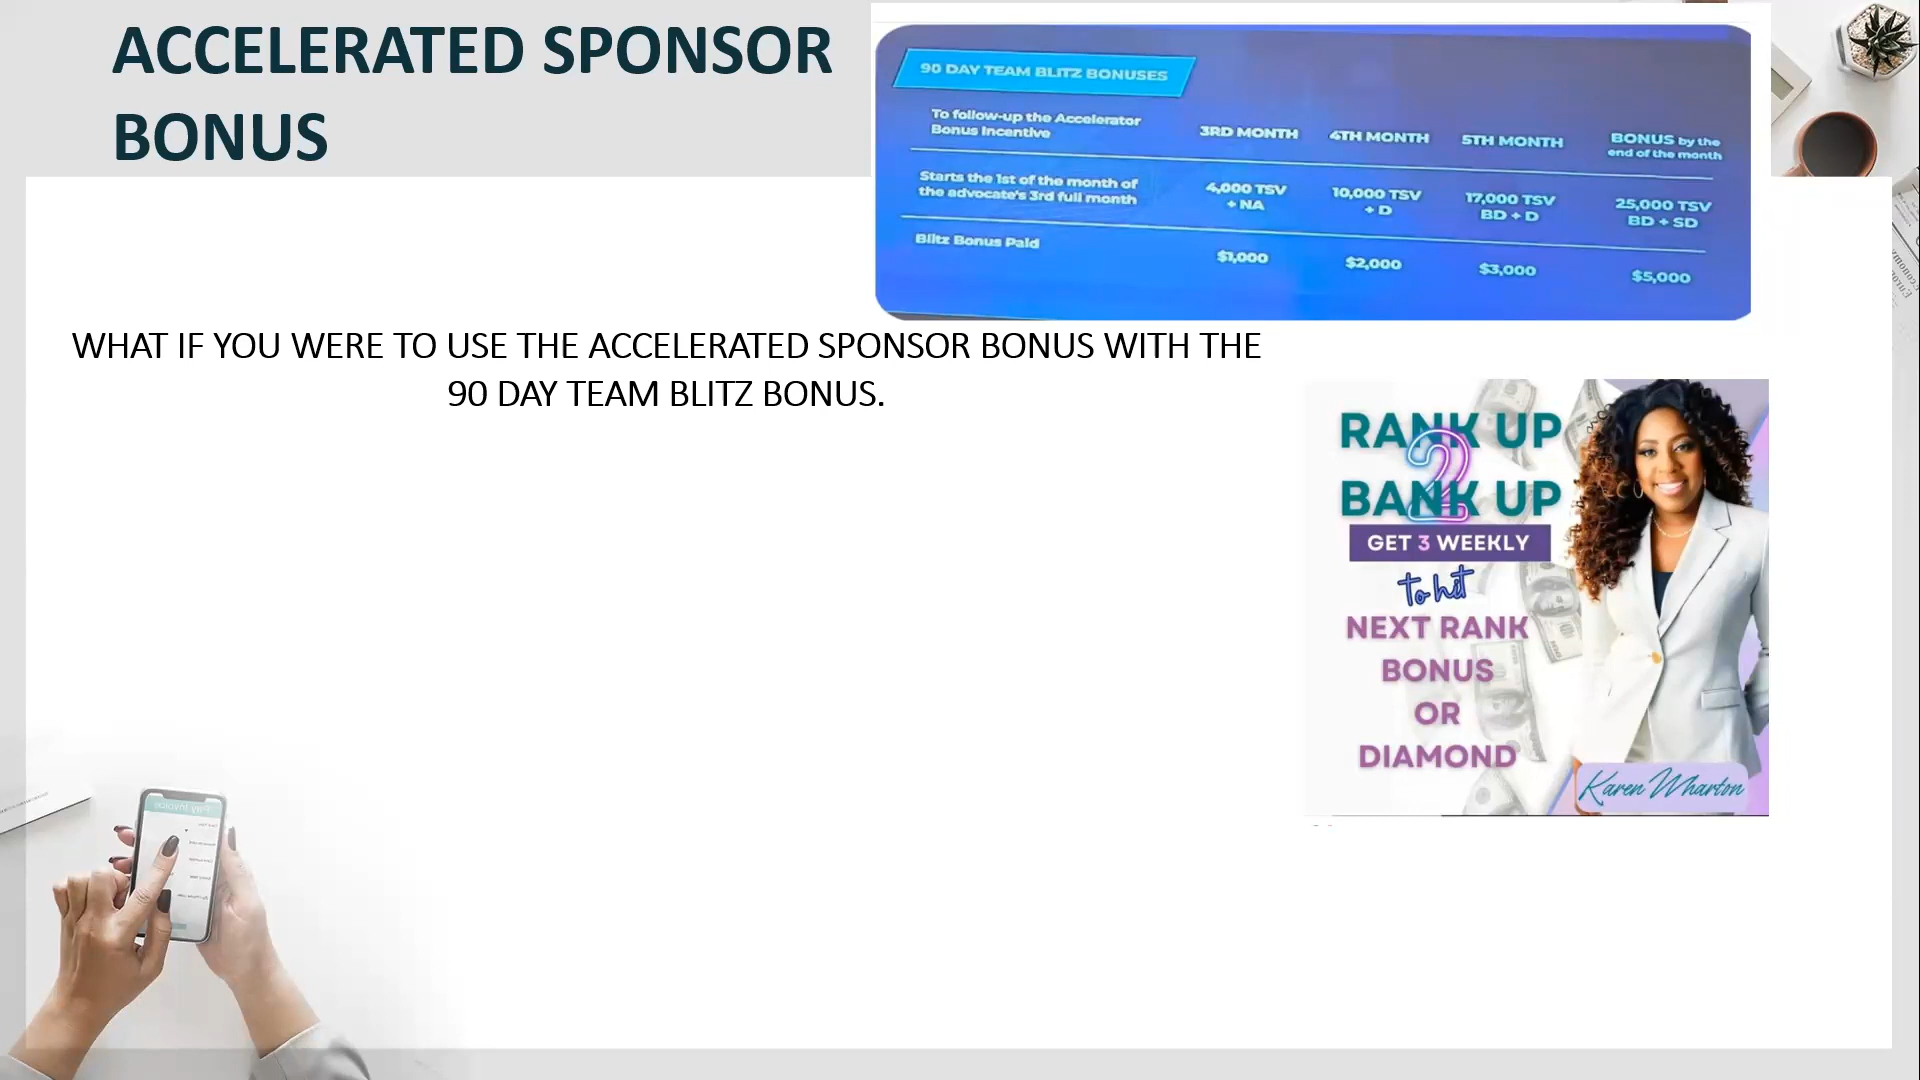 ACCELERATED SPONSOR
BONUS
90 DAY TEAM BLITZ BONUSES
To follow-up the Accelerator
Bonus Incentive
3RD MONTH
4TH MONTH
5TH MONTH
BONUS by the
end of the month
Starts the 1st of the month of
the advocate's 3rd full month
4,000 TSV
+ NA
10,000 TSV
+ D
17,000 TSV
BD + D
25,000 TSV
BD + SD
Blitz Bonus Paid
$1,000
$2,000
$3,000
$5,000
WHAT IF YOU WERE TO USE THE ACCELERATED SPONSOR BONUS WITH THE
90 DAY TEAM BLITZ BONUS.
RANK UP
2
BANK UP
GET 3 WEEKLY
to hit
NEXT RANK
BONUS
OR
DIAMOND
Karen Wharton
Pay Invoice